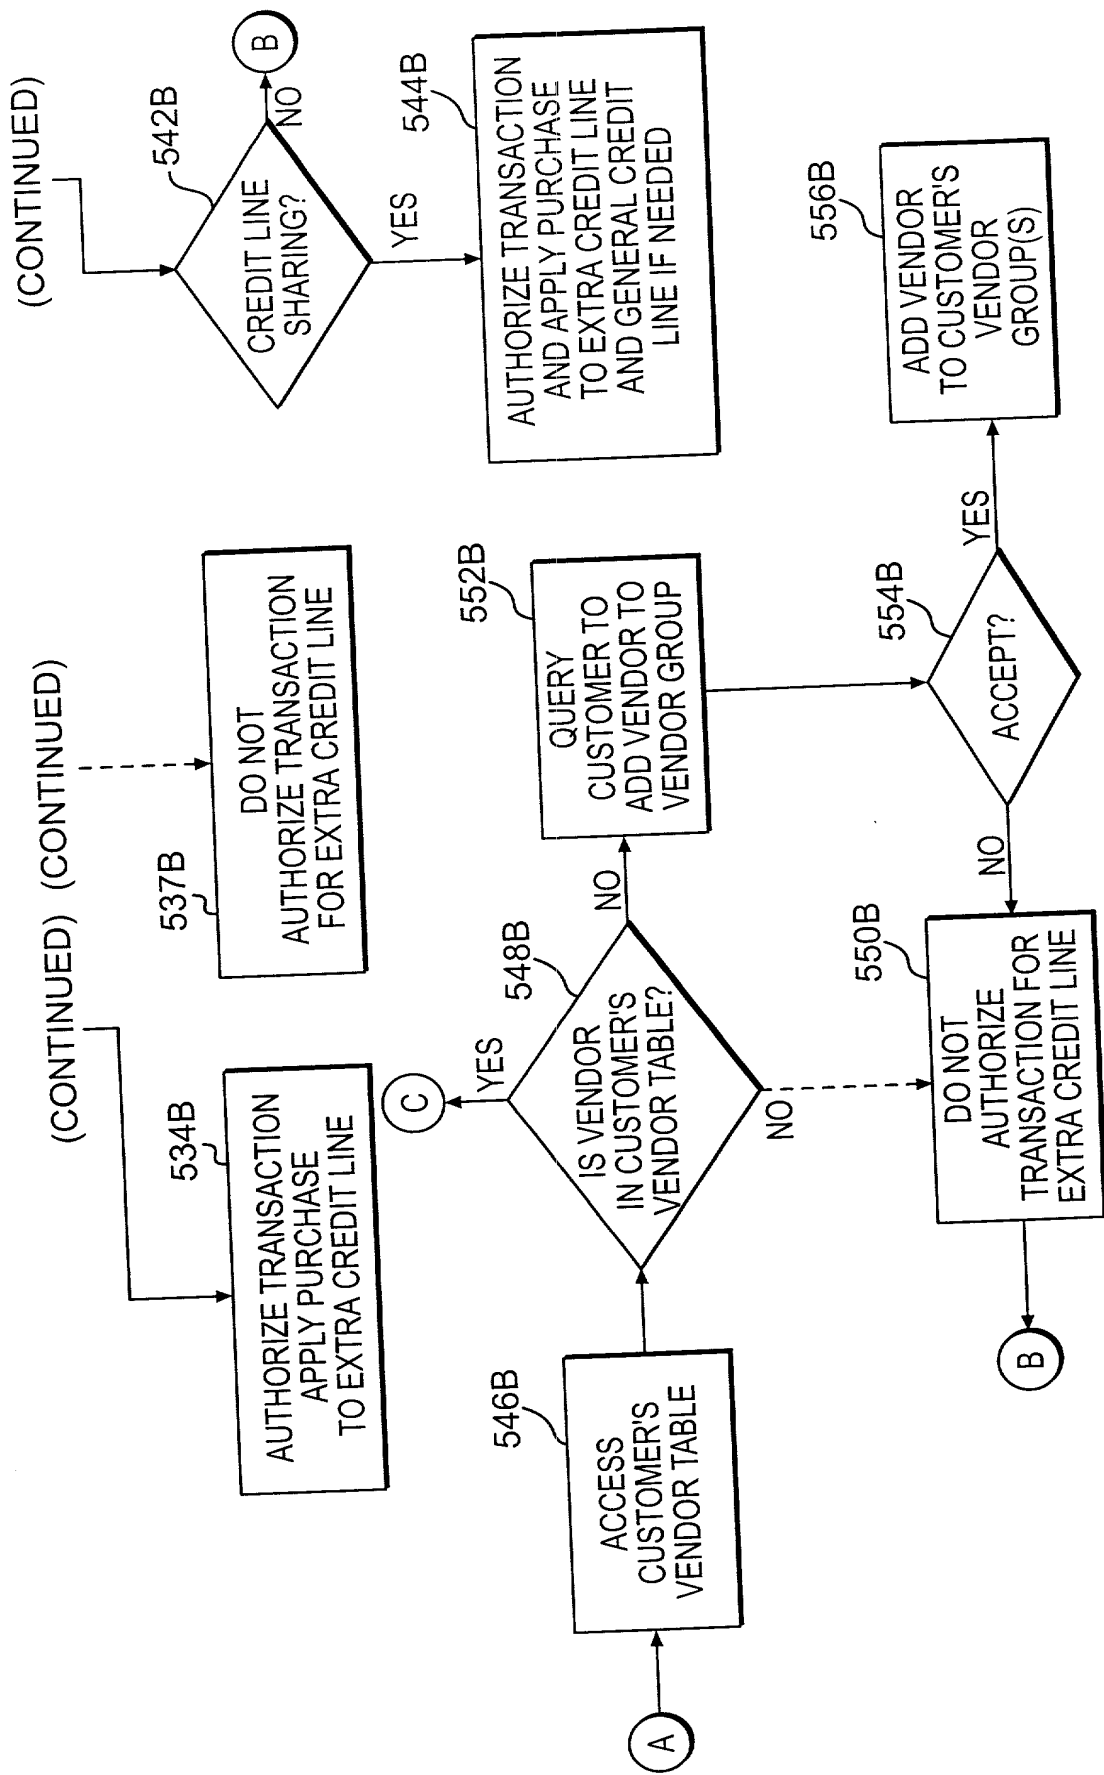 (CONTINUED)
(CONTINUED)
(CONTINUED)
534B
AUTHORIZE TRANSACTION
APPLY PURCHASE
TO EXTRA CREDIT LINE
537B
DO NOT
AUTHORIZE TRANSACTION
FOR EXTRA CREDIT LINE
542B
CREDIT LINE
SHARING?
NO
B
YES
544B
AUTHORIZE TRANSACTION
AND APPLY PURCHASE
TO EXTRA CREDIT LINE
AND GENERAL CREDIT
LINE IF NEEDED
A
546B
ACCESS
CUSTOMER'S
VENDOR TABLE
C
YES
548B
IS VENDOR
IN CUSTOMER'S
VENDOR TABLE?
NO
NO
552B
QUERY
CUSTOMER TO
ADD VENDOR TO
VENDOR GROUP
554B
ACCEPT?
YES
NO
556B
ADD VENDOR
TO CUSTOMER'S
VENDOR
GROUP(S)
550B
DO NOT
AUTHORIZE
TRANSACTION FOR
EXTRA CREDIT LINE
B